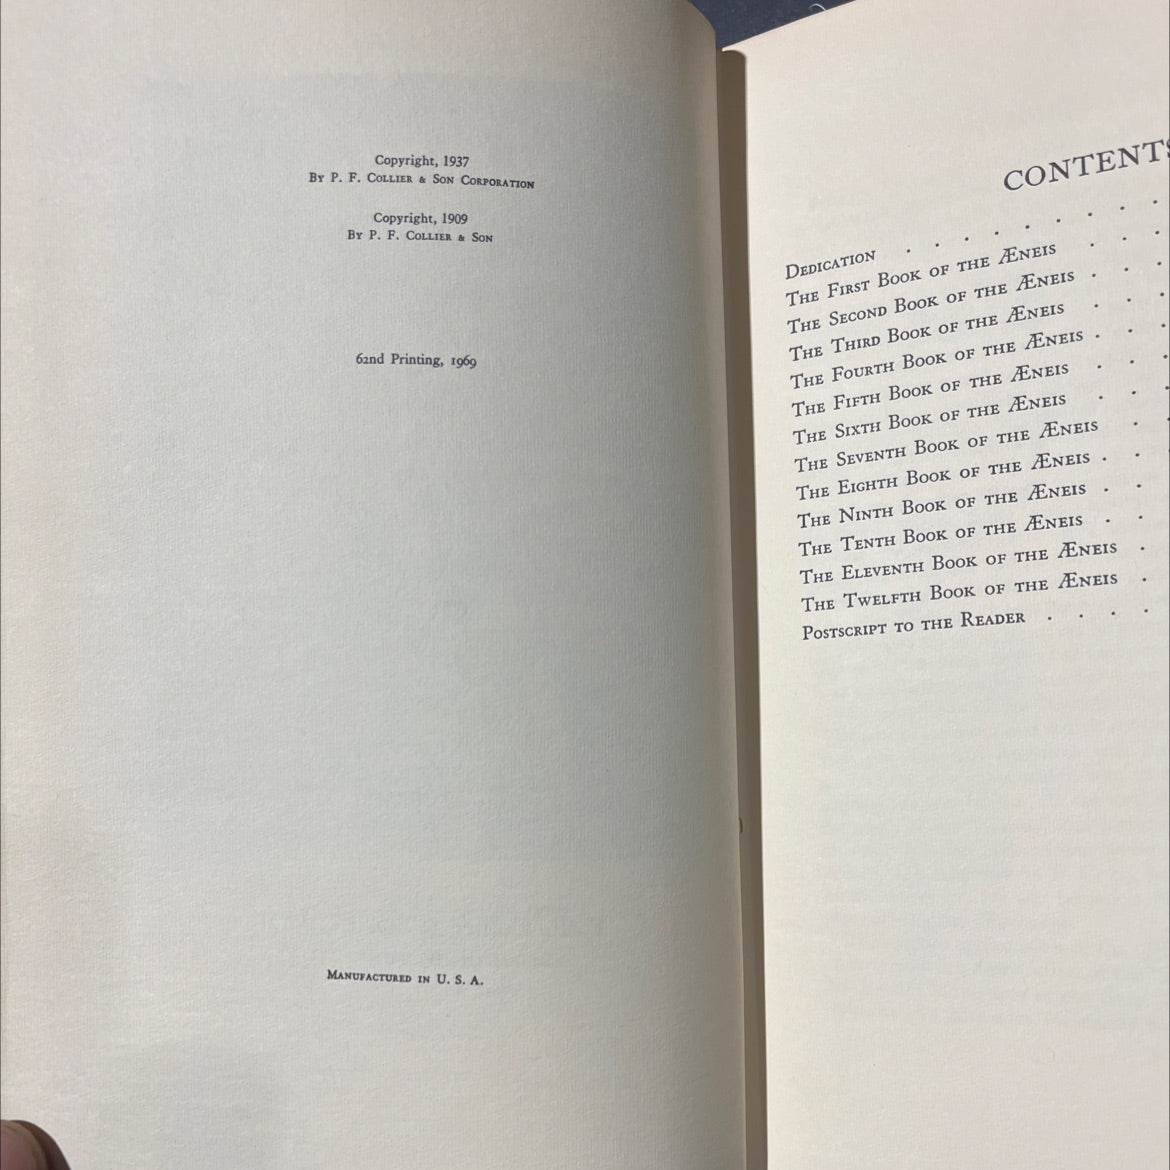 Copyright, 1937
By P. F. Collier & Son Corporation
Copyright, 1909
By P. F. Collier & Son
62nd Printing, 1969
Manufactured in U. S. A.
CONTENTS
Dedication . . . . . . . . .
The First Book of the Æneis . . .
The Second Book of the Æneis . . .
The Third Book of the Æneis . . .
The Fourth Book of the Æneis . . .
The Fifth Book of the Æneis . . .
The Sixth Book of the Æneis . . .
The Seventh Book of the Æneis . .
The Eighth Book of the Æneis . .
The Ninth Book of the Æneis . .
The Tenth Book of the Æneis . .
The Eleventh Book of the Æneis .
The Twelfth Book of the Æneis .
Postscript to the Reader . . . .